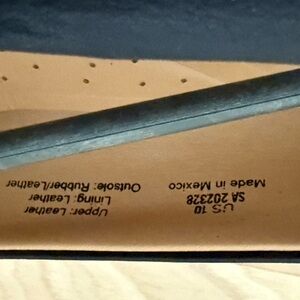 US 10
SA 202328
Made in Mexico
Upper: Leather
Lining: Leather
Outsole: Rubber/Leather